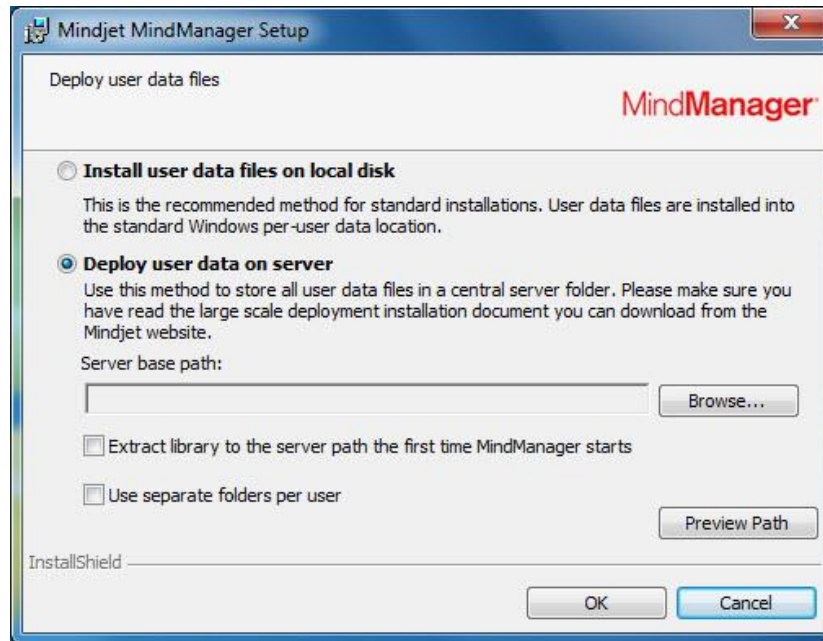 Mindjet MindManager Setup
Deploy user data files
MindManager
Install user data files on local disk
This is the recommended method for standard installations. User data files are installed into
the standard Windows per-user data location.
Deploy user data on server
Use this method to store all user data files in a central server folder. Please make sure you
have read the large scale deployment installation document you can download from the
Mindjet website.
Server base path:
Browse...
Extract library to the server path the first time MindManager starts
Use separate folders per user
Preview Path
InstallShield
OK
Cancel